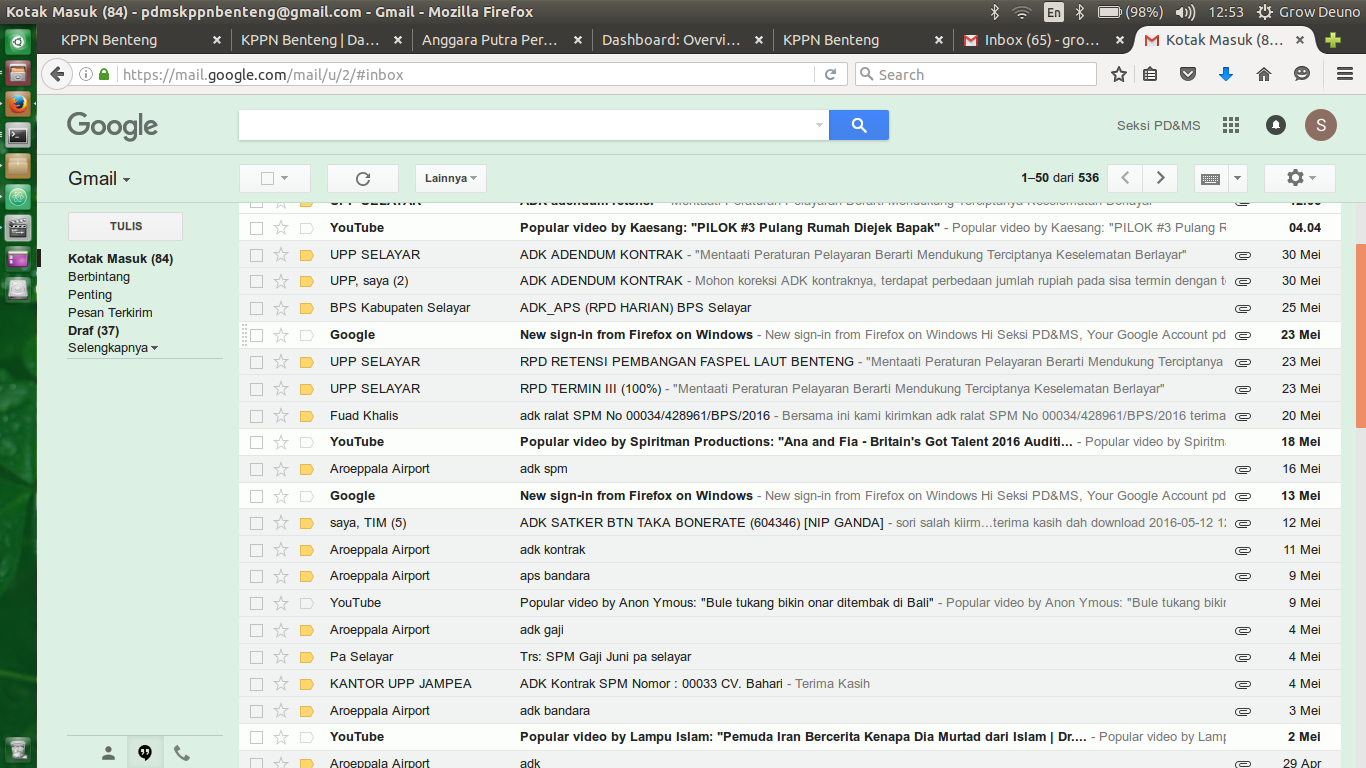 Kotak Masuk (84) - pdmskppnbenteng@gmail.com - Gmail - Mozilla Firefox En (98%) 12:53 Grow Deuno
KPPN Benteng × KPPN Benteng | Da... × Anggara Putra Per... × Dashboard: Overvi... × KPPN Benteng × Inbox (65) - gro... × Kotak Masuk (8... ×
https://mail.google.com/mail/u/2/#inbox Search
Google Seksi PD&MS S
Gmail Lainnya 1–50 dari 536
TULIS
Kotak Masuk (84)
Berbintang
Penting
Pesan Terkirim
Draf (37)
Selengkapnya
UPP SELAYAR ADK adendum retensi - "Mentaati Peraturan Pelayaran Berarti Mendukung Terciptanya Keselamatan Berlayar"
YouTube Popular video by Kaesang: "PILOK #3 Pulang Rumah Diejek Bapak" - Popular video by Kaesang: "PILOK #3 Pulang R 04.04
UPP SELAYAR ADK ADENDUM KONTRAK - "Mentaati Peraturan Pelayaran Berarti Mendukung Terciptanya Keselematan Berlayar" 30 Mei
UPP, saya (2) ADK ADENDUM KONTRAK - Mohon koreksi ADK kontraknya, terdapat perbedaan jumlah rupiah pada sisa termin dengan te 30 Mei
BPS Kabupaten Selayar ADK_APS (RPD HARIAN) BPS Selayar 25 Mei
Google New sign-in from Firefox on Windows - New sign-in from Firefox on Windows Hi Seksi PD&MS, Your Google Account pd 23 Mei
UPP SELAYAR RPD RETENSI PEMBANGAN FASPEL LAUT BENTENG - "Mentaati Peraturan Pelayaran Berarti Mendukung Terciptanya 23 Mei
UPP SELAYAR RPD TERMIN III (100%) - "Mentaati Peraturan Pelayaran Berarti Mendukung Terciptanya Keselematan Berlayar" 23 Mei
Fuad Khalis adk ralat SPM No 00034/428961/BPS/2016 - Bersama ini kami kirimkan adk ralat SPM No 00034/428961/BPS/2016 terima 20 Mei
YouTube Popular video by Spiritman Productions: "Ana and Fia - Britain's Got Talent 2016 Auditi... - Popular video by Spiritm 18 Mei
Aroeppala Airport adk spm 16 Mei
Google New sign-in from Firefox on Windows - New sign-in from Firefox on Windows Hi Seksi PD&MS, Your Google Account pd 13 Mei
saya, TIM (5) ADK SATKER BTN TAKA BONERATE (604346) [NIP GANDA] - sori salah kiirm...terima kasih dah download 2016-05-12 12 12 Mei
Aroeppala Airport adk kontrak 11 Mei
Aroeppala Airport aps bandara 9 Mei
YouTube Popular video by Anon Ymous: "Bule tukang bikin onar ditembak di Bali" - Popular video by Anon Ymous: "Bule tukang bikin 9 Mei
Aroeppala Airport adk gaji 4 Mei
Pa Selayar Trs: SPM Gaji Juni pa selayar 4 Mei
KANTOR UPP JAMPEA ADK Kontrak SPM Nomor : 00033 CV. Bahari - Terima Kasih 4 Mei
Aroeppala Airport adk bandara 3 Mei
YouTube Popular video by Lampu Islam: "Pemuda Iran Bercerita Kenapa Dia Murtad dari Islam | Dr.... - Popular video by Lamp 2 Mei
Aroeppala Airport adk 29 Apr